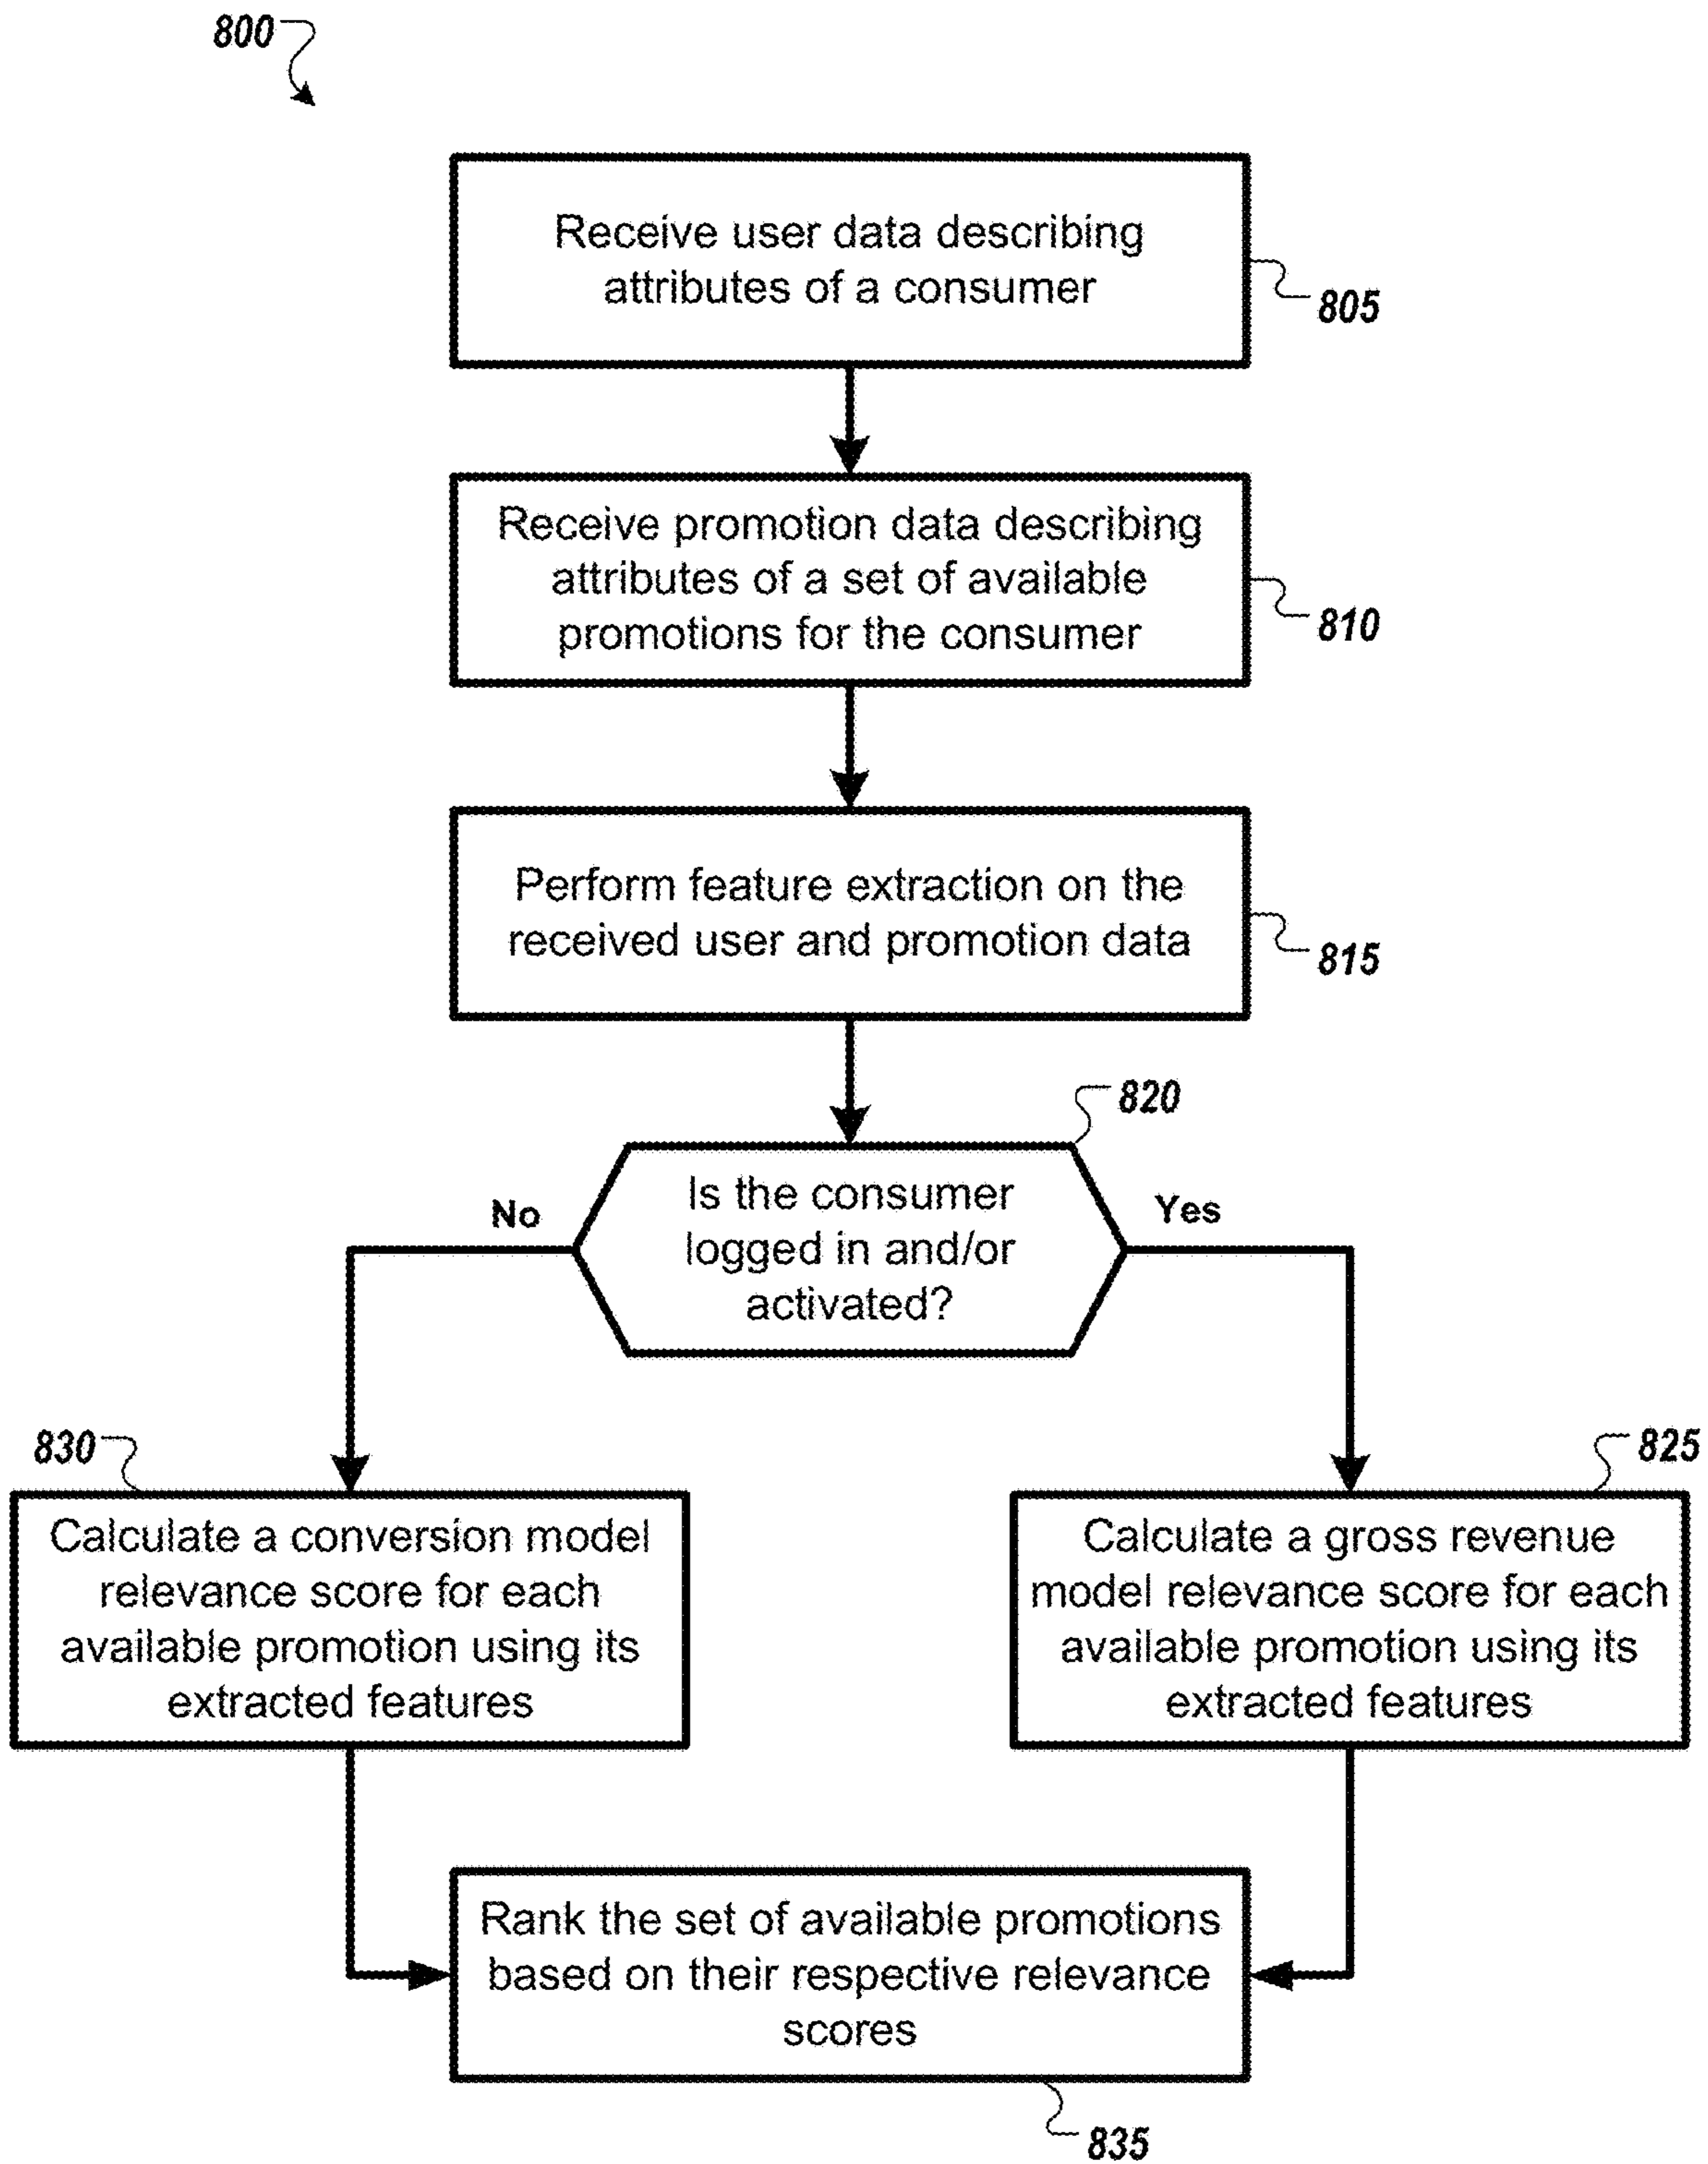 800
Receive user data describing
attributes of a consumer
805
Receive promotion data describing
attributes of a set of available
promotions for the consumer
810
Perform feature extraction on the
received user and promotion data
815
820
Is the consumer
logged in and/or
activated?
No
Yes
830
Calculate a conversion model
relevance score for each
available promotion using its
extracted features
825
Calculate a gross revenue
model relevance score for each
available promotion using its
extracted features
Rank the set of available promotions
based on their respective relevance
scores
835